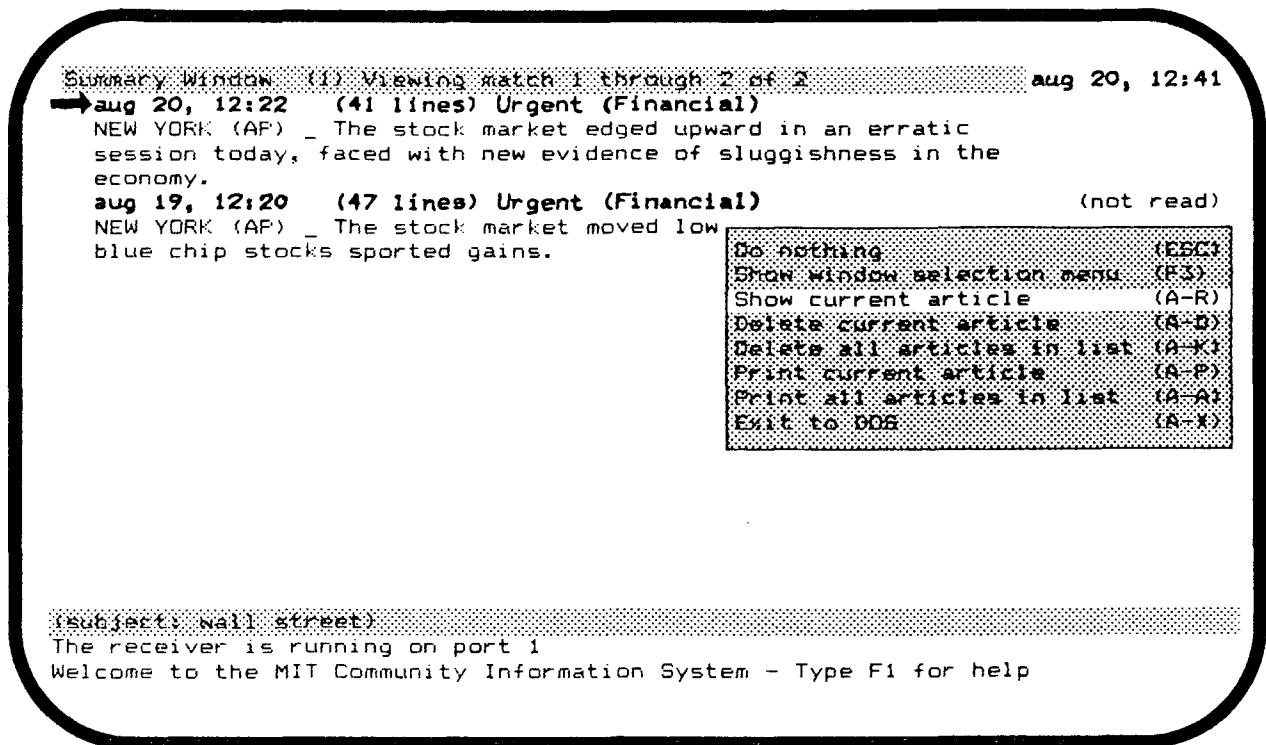 Summary Window (1) Viewing match 1 through 2 of 2 aug 20, 12:41
aug 20, 12:22 (41 lines) Urgent (Financial)
NEW YORK (AP) _ The stock market edged upward in an erratic
session today, faced with new evidence of sluggishness in the
economy.
aug 19, 12:20 (47 lines) Urgent (Financial) (not read)
NEW YORK (AP) _ The stock market moved low
blue chip stocks sported gains.
Do nothing (ESC)
Show window selection menu (F3)
Show current article (A-R)
Delete current article (A-D)
Delete all articles in list (A-K)
Print current article (A-P)
Print all articles in list (A-A)
Exit to DOS (A-X)
(subject: wall street)
The receiver is running on port 1
Welcome to the MIT Community Information System - Type F1 for help